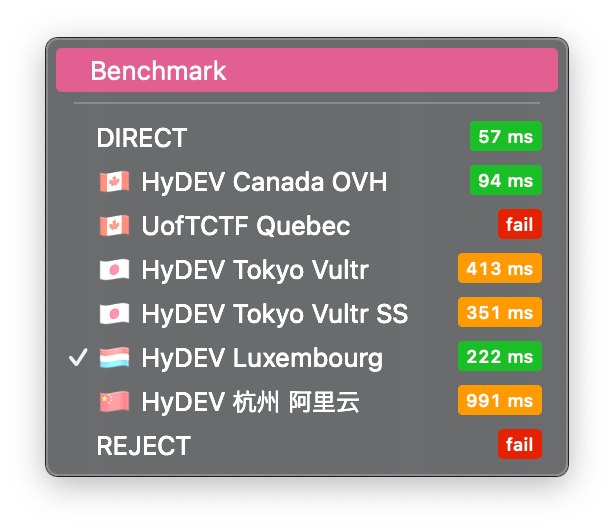 Benchmark
DIRECT 57 ms
HyDEV Canada OVH 94 ms
UofTCTF Quebec fail
HyDEV Tokyo Vultr 413 ms
HyDEV Tokyo Vultr SS 351 ms
HyDEV Luxembourg 222 ms
HyDEV 杭州 阿里云 991 ms
REJECT fail